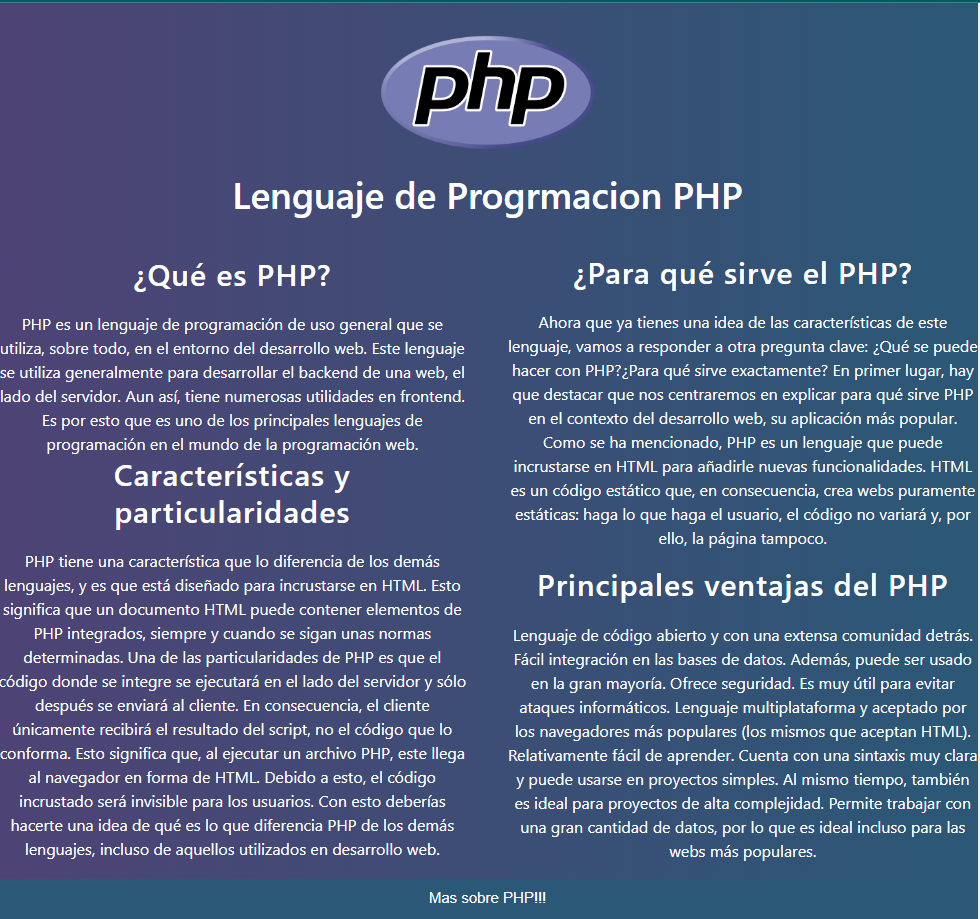 php
Lenguaje de Progrmacion PHP
¿Qué es PHP?
PHP es un lenguaje de programación de uso general que se
utiliza, sobre todo, en el entorno del desarrollo web. Este lenguaje
se utiliza generalmente para desarrollar el backend de una web, el
lado del servidor. Aun así, tiene numerosas utilidades en frontend.
Es por esto que es uno de los principales lenguajes de
programación en el mundo de la programación web.
Características y
particularidades
PHP tiene una característica que lo diferencia de los demás
lenguajes, y es que está diseñado para incrustarse en HTML. Esto
significa que un documento HTML puede contener elementos de
PHP integrados, siempre y cuando se sigan unas normas
determinadas. Una de las particularidades de PHP es que el
código donde se integre se ejecutará en el lado del servidor y sólo
después se enviará al cliente. En consecuencia, el cliente
únicamente recibirá el resultado del script, no el código que lo
conforma. Esto significa que, al ejecutar un archivo PHP, este llega
al navegador en forma de HTML. Debido a esto, el código
incrustado será invisible para los usuarios. Con esto deberías
hacerte una idea de qué es lo que diferencia PHP de los demás
lenguajes, incluso de aquellos utilizados en desarrollo web.
¿Para qué sirve el PHP?
Ahora que ya tienes una idea de las características de este
lenguaje, vamos a responder a otra pregunta clave: ¿Qué se puede
hacer con PHP?¿Para qué sirve exactamente? En primer lugar, hay
que destacar que nos centraremos en explicar para qué sirve PHP
en el contexto del desarrollo web, su aplicación más popular.
Como se ha mencionado, PHP es un lenguaje que puede
incrustarse en HTML para añadirle nuevas funcionalidades. HTML
es un código estático que, en consecuencia, crea webs puramente
estáticas: haga lo que haga el usuario, el código no variará y, por
ello, la página tampoco.
Principales ventajas del PHP
Lenguaje de código abierto y con una extensa comunidad detrás.
Fácil integración en las bases de datos. Además, puede ser usado
en la gran mayoría. Ofrece seguridad. Es muy útil para evitar
ataques informáticos. Lenguaje multiplataforma y aceptado por
los navegadores más populares (los mismos que aceptan HTML).
Relativamente fácil de aprender. Cuenta con una sintaxis muy clara
y puede usarse en proyectos simples. Al mismo tiempo, también
es ideal para proyectos de alta complejidad. Permite trabajar con
una gran cantidad de datos, por lo que es ideal incluso para las
webs más populares.
Mas sobre PHP!!!